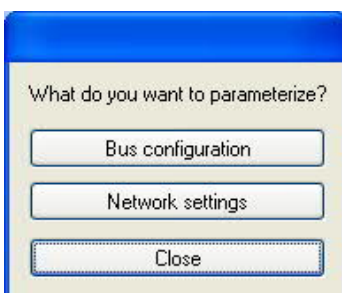 What do you want to parameterize?
Bus configuration
Network settings
Close